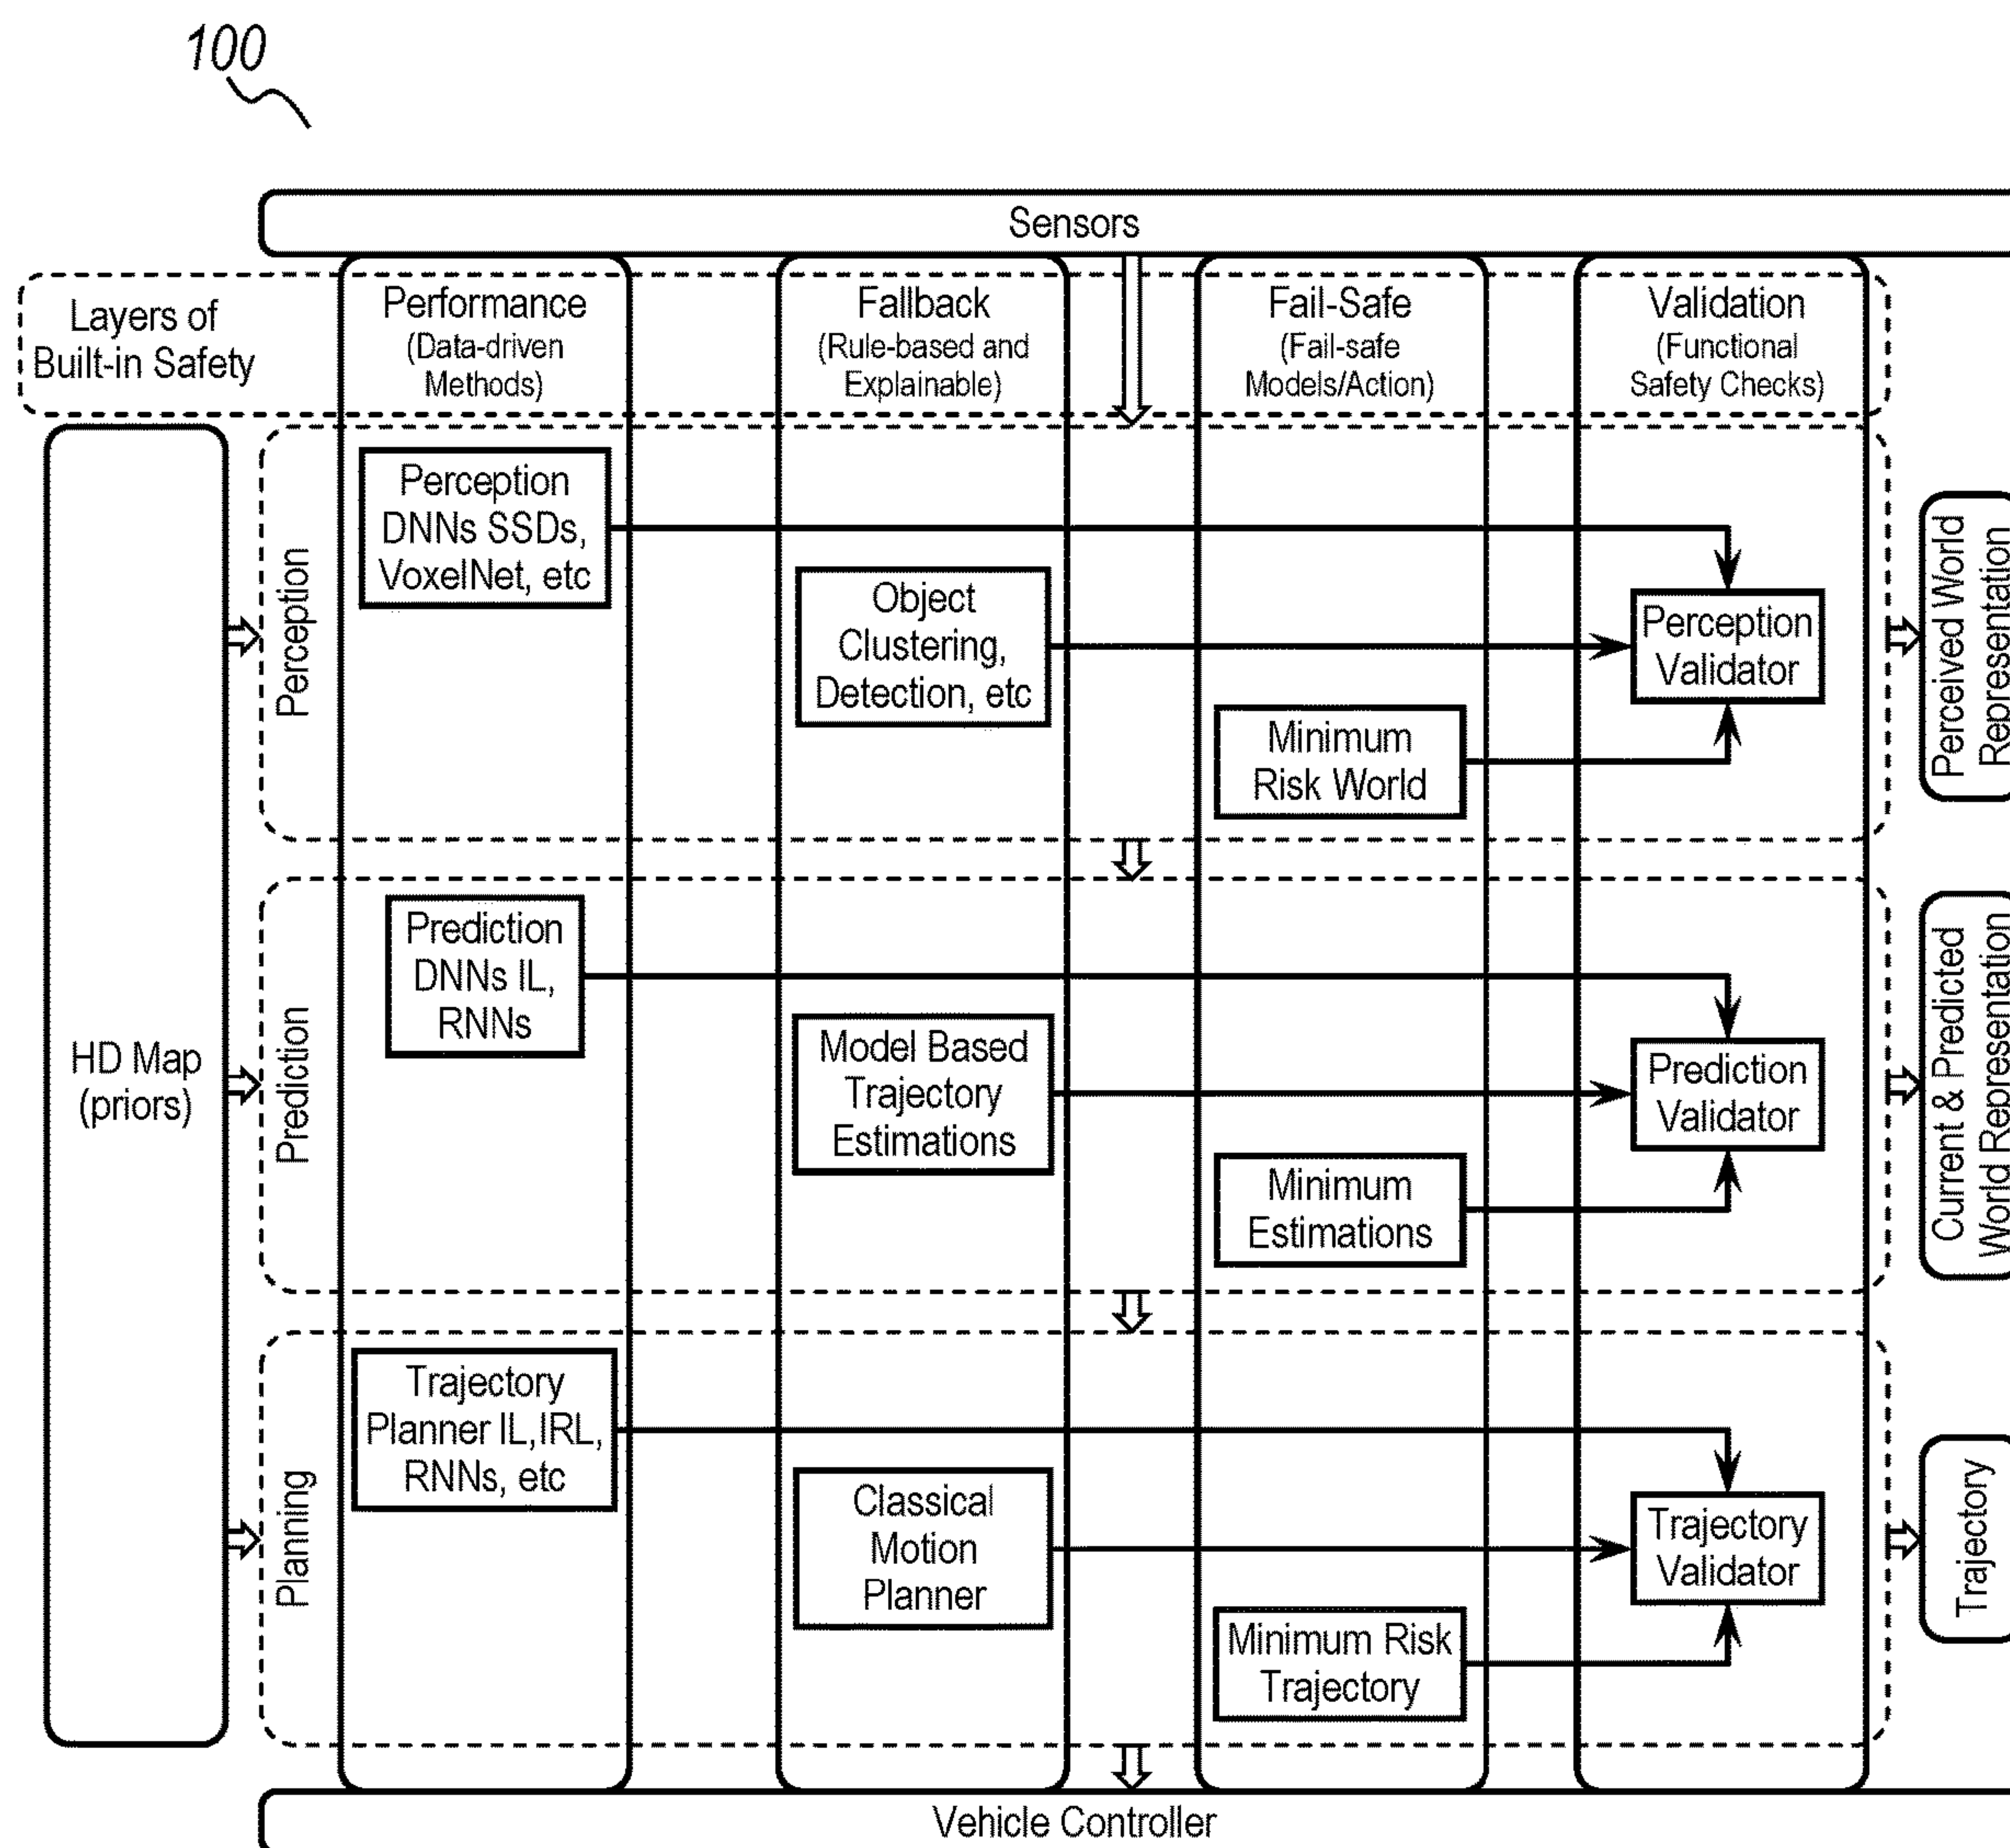 100
Sensors
Layers of
Built-in Safety
Performance
(Data-driven
Methods)
Fallback
(Rule-based and
Explainable)
Fail-Safe
(Fail-safe
Models/Action)
Validation
(Functional
Safety Checks)
HD Map
(priors)
Perception
Perception
DNNs SSDs,
VoxelNet, etc
Object
Clustering,
Detection, etc
Minimum
Risk World
Perception
Validator
Perceived World
Representation
Prediction
Prediction
DNNs IL,
RNNs
Model Based
Trajectory
Estimations
Minimum
Estimations
Prediction
Validator
Current & Predicted
World Representation
Planning
Trajectory
Planner IL,IRL,
RNNs, etc
Classical
Motion
Planner
Minimum Risk
Trajectory
Trajectory
Validator
Trajectory
Vehicle Controller